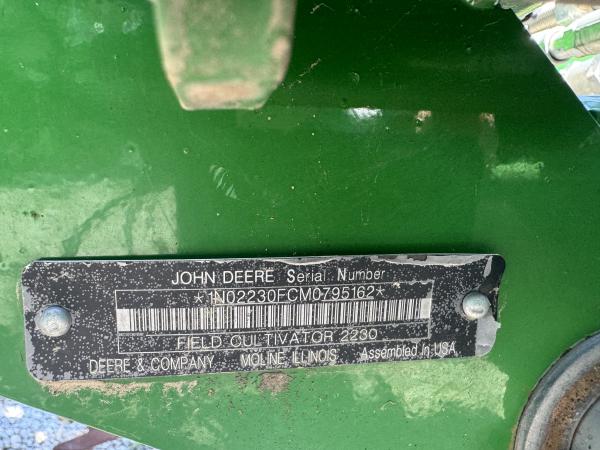 JOHN DEERE Serial Number
*1N02230FCM0795162*
FIELD CULTIVATOR 2230
DEERE & COMPANY MOLINE ILLINOIS Assembled In USA